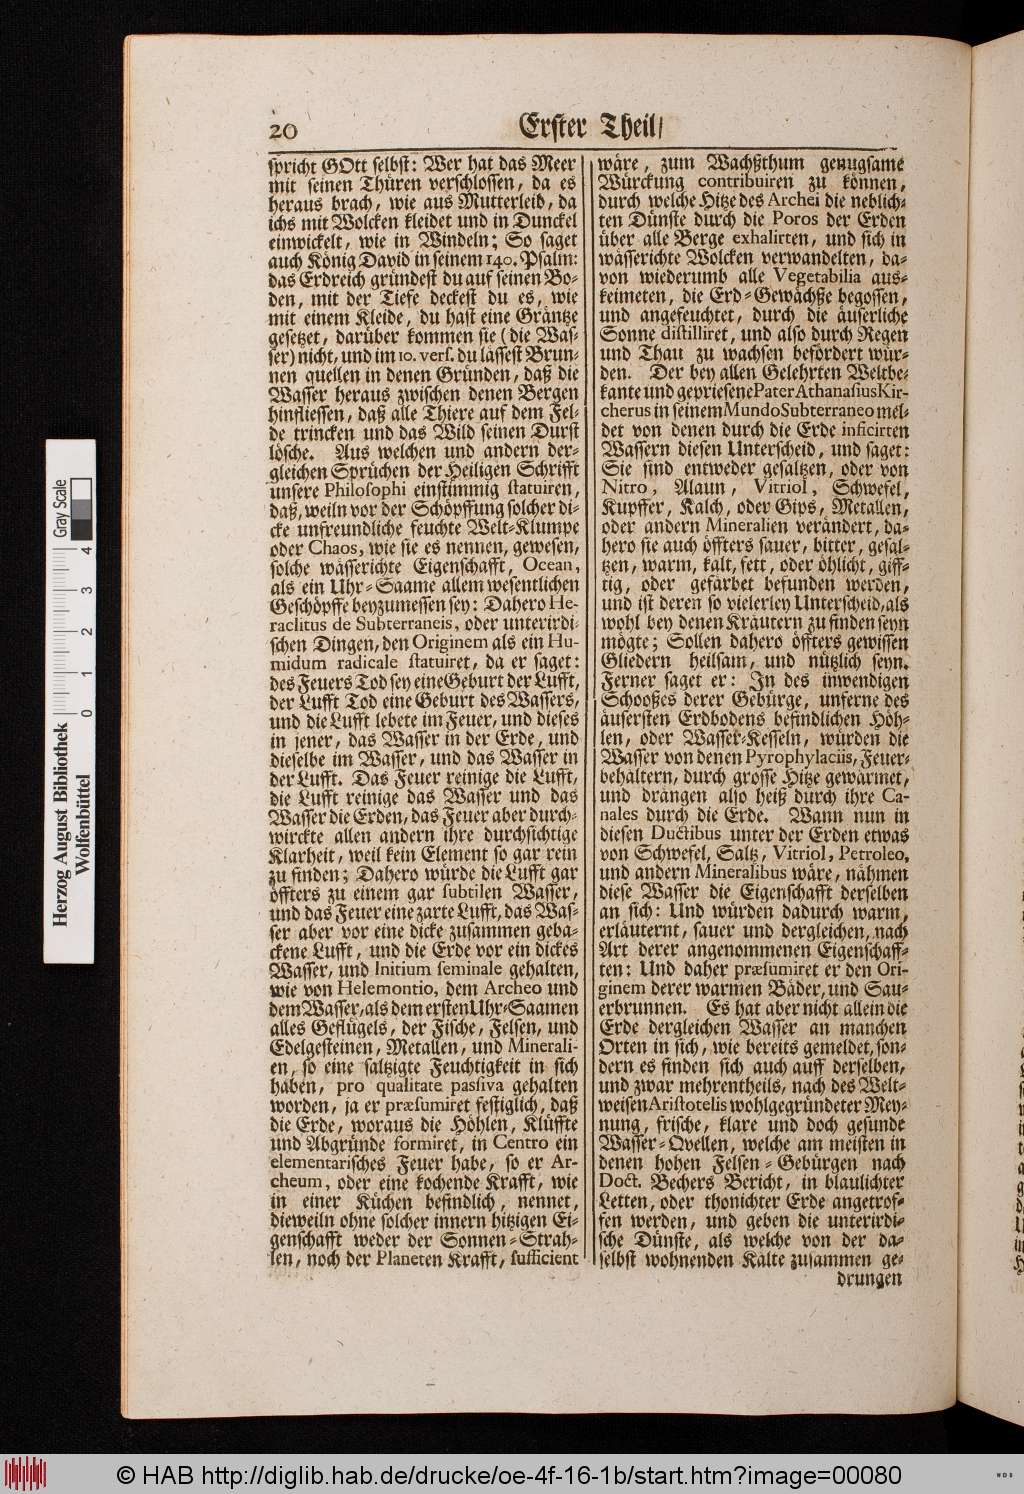 20
Erster Theil/
spricht GOtt selbst: Wer hat das Meer
mit seinen Thüren verschlossen, da es
heraus brach, wie aus Mutterleib, da
ichs mit Wolcken kleidet und in Dunckel
einwickelt, wie in Windeln; So saget
auch König David in seinem 140. Psalm:
das Erdreich gründest du auf seinen Bo-
den, mit der Tiefe deckest du es, wie
mit einem Kleide, du hast eine Gräntze
gesetzet, darüber kommen sie (die Was-
ser) nicht, und im 10. vers. du lässest Brun-
nen quellen in denen Gründen, daß die
Wasser heraus zwischen denen Bergen
hinfliessen, daß alle Thiere auf dem Fel-
de trincken und das Wild seinen Durst
lösche. Aus welchen und andern der-
gleichen Sprüchen der Heiligen Schrifft
unsere Philosophi einstimmig statuiren,
daß, weiln vor der Schöpffung solcher di-
cke unfreundliche feuchte Welt-Klumpe
oder Chaos, wie sie es nennen, gewesen,
solche wässerichte Eigenschafft, Ocean,
als ein Uhr-Saame allem wesentlichen
Geschöpffe beyzumessen sey: Dahero He-
raclitus de Subterraneis, oder unterirdi-
schen Dingen, den Originem als ein Hu-
midum radicale statuiret, da er saget:
des Feuers Tod sey eine Geburt der Lufft,
der Lufft Tod eine Geburt des Wassers,
und die Lufft lebete im Feuer, und dieses
in jener, das Wasser in der Erde, und
dieselbe im Wasser, und das Wasser in
der Lufft. Das Feuer reinige die Lufft,
die Lufft reinige das Wasser und das
Wasser die Erden, das Feuer aber durch-
wirckte allen andern ihre durchsichtige
Klarheit, weil kein Element so gar rein
zu finden; Dahero würde die Lufft gar
öffters zu einem gar subtilen Wasser,
und das Feuer eine zarte Lufft, das Was-
ser aber vor eine dicke zusammen geba-
ckene Lufft, und die Erde vor ein dickes
Wasser, und Initium seminale gehalten,
wie von Helemontio, dem Archeo und
dem Wasser, als dem ersten Uhr-Saamen
alles Geflügels, der Fische, Felsen, und
Edelgesteinen, Metallen, und Minerali-
en, so eine saltzigte Feuchtigkeit in sich
haben, pro qualitate passiva gehalten
worden, ja er præsumiret festiglich, daß
die Erde, woraus die Höhlen, Klüffte
und Abgründe formiret, in Centro ein
elementarisches Feuer habe, so er Ar-
cheum, oder eine kochende Krafft, wie
in einer Küchen befindlich, nennet,
dieweiln ohne solcher innern hitzigen Ei-
genschafft weder der Sonnen-Strah-
len, noch der Planeten Krafft, sufficient
wäre, zum Wachßthum genugsame
Würckung contribuiren zu können,
durch welche Hitze des Archei die neblich-
ten Dünste durch die Poros der Erden
über alle Berge exhalirten, und sich in
wässerichte Wolcken verwandelten, da-
von wiederumb alle Vegetabilia aus-
keimeten, die Erd-Gewächße begossen,
und angefeuchtet, durch die äuserliche
Sonne distilliret, und also durch Regen
und Thau zu wachsen befördert wür-
den. Der bey allen Gelehrten Weltbe-
kante und gepriesene Pater Athanasius Kir-
cherus in seinem Mundo Subterraneo mel-
det von denen durch die Erde inficirten
Wassern diesen Unterscheid, und saget:
Sie sind entweder gesaltzen, oder von
Nitro, Alaun, Vitriol, Schwefel,
Kupffer, Kalch, oder Gips, Metallen,
oder andern Mineralien verändert, da-
hero sie auch öffters sauer, bitter, gesal-
tzen, warm, kalt, fett, oder öhlicht, giff-
tig, oder gefärbet befunden werden,
und ist deren so vielerley Unterscheid, als
wohl bey denen Kräutern zu finden seyn
mögte; Sollen dahero öffters gewissen
Gliedern heilsam, und nützlich seyn.
Ferner saget er: In des inwendigen
Schooßes derer Gebürge, unferne des
äusersten Erdbodens befindlichen Höh-
len, oder Wasser-Kesseln, würden die
Wasser von denen Pyrophylaciis, Feuer-
behältern, durch grosse Hitze gewärmet,
und drängen also heiß durch ihre Ca-
nales durch die Erde. Wann nun in
diesen Ductibus unter der Erden etwas
von Schwefel, Saltz, Vitriol, Petroleo,
und andern Mineralibus wäre, nähmen
diese Wasser die Eigenschafft derselben
an sich: Und würden dadurch warm,
erläuternt, sauer und dergleichen, nach
Art derer angenommenen Eigenschaff-
ten: Und daher præsumiret er den Ori-
ginem derer warmen Bäder, und Sau-
erbrunnen. Es hat aber nicht allein die
Erde dergleichen Wasser an manchen
Orten in sich, wie bereits gemeldet, son-
dern es finden sich auch auff derselben,
und zwar mehrentheils, nach des Welt-
weisen Aristotelis wohlgegründeter Mey-
nung, frische, klare und doch gesunde
Wasser-Qvellen, welche am meisten in
denen hohen Felsen-Gebürgen nach
Doct. Bechers Bericht, in blaulichter
Letten, oder thonichter Erde angetrof-
fen werden, und geben die unterirdi-
sche Dünste, als welche von der da-
selbst wohnenden Kälte zusammen ge-
drungen
Herzog August Bibliothek
Wolfenbüttel
0 1 2 3 4
Gray Scale
© HAB http://diglib.hab.de/drucke/oe-4f-16-1b/start.htm?image=00080